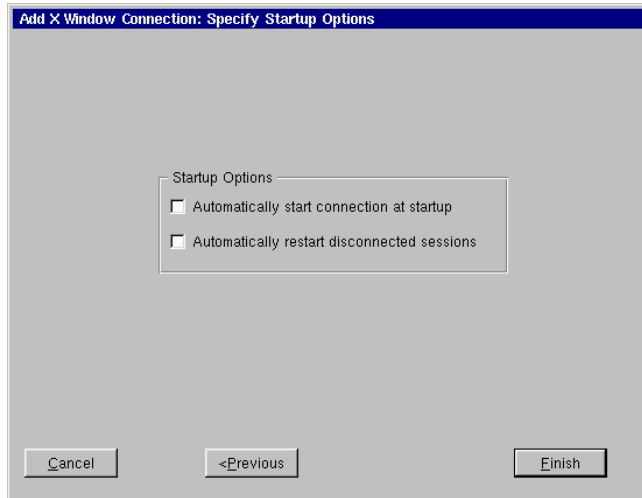 Add X Window Connection: Specify Startup Options
Startup Options
Automatically start connection at startup
Automatically restart disconnected sessions
Cancel
<Previous
Finish